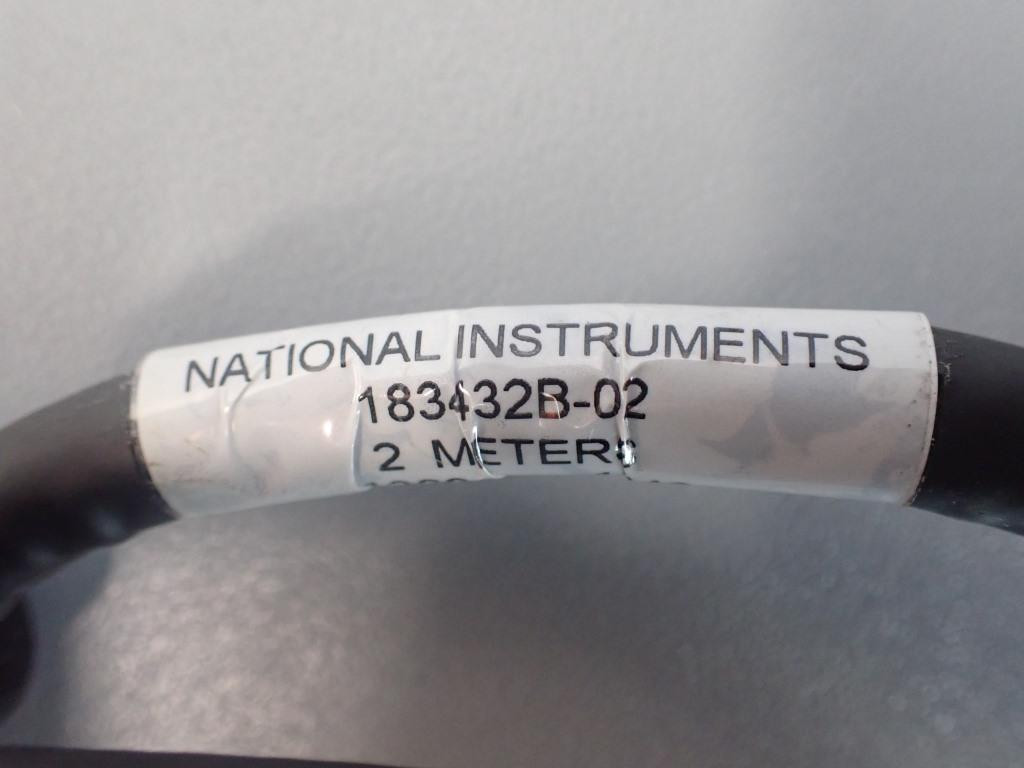 NATIONAL INSTRUMENTS
183432B-02
2 METERS